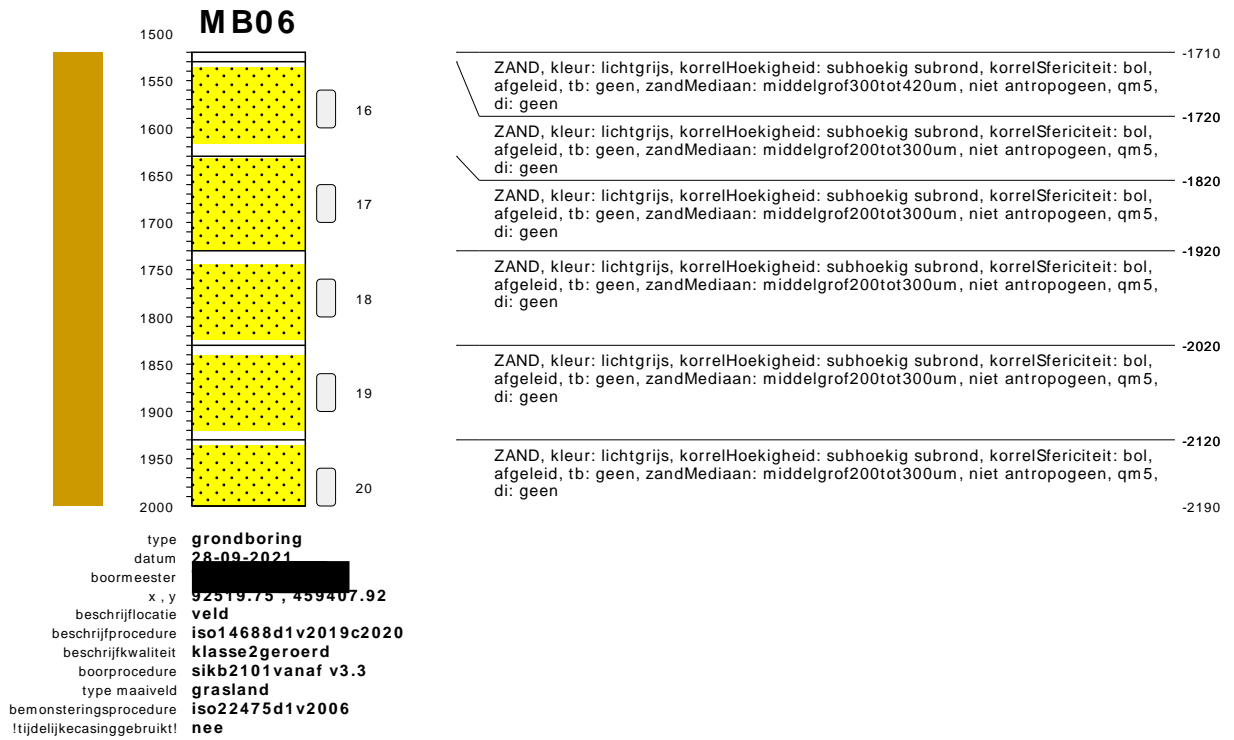 MB06
1500
1550
1600
1650
1700
1750
1800
1850
1900
1950
2000
16
17
18
19
20
-1710
ZAND, kleur: lichtgrijs, korrelHoekigheid: subhoekig subrond, korrelSfericiteit: bol,
afgeleid, tb: geen, zandMediaan: middelgrof300tot420um, niet antropogeen, qm5,
di: geen
-1720
ZAND, kleur: lichtgrijs, korrelHoekigheid: subhoekig subrond, korrelSfericiteit: bol,
afgeleid, tb: geen, zandMediaan: middelgrof200tot300um, niet antropogeen, qm5,
di: geen
-1820
ZAND, kleur: lichtgrijs, korrelHoekigheid: subhoekig subrond, korrelSfericiteit: bol,
afgeleid, tb: geen, zandMediaan: middelgrof200tot300um, niet antropogeen, qm5,
di: geen
-1920
ZAND, kleur: lichtgrijs, korrelHoekigheid: subhoekig subrond, korrelSfericiteit: bol,
afgeleid, tb: geen, zandMediaan: middelgrof200tot300um, niet antropogeen, qm5,
di: geen
-2020
ZAND, kleur: lichtgrijs, korrelHoekigheid: subhoekig subrond, korrelSfericiteit: bol,
afgeleid, tb: geen, zandMediaan: middelgrof200tot300um, niet antropogeen, qm5,
di: geen
-2120
ZAND, kleur: lichtgrijs, korrelHoekigheid: subhoekig subrond, korrelSfericiteit: bol,
afgeleid, tb: geen, zandMediaan: middelgrof200tot300um, niet antropogeen, qm5,
di: geen
-2190
type grondboring
datum 28-09-2021
boormeester
x , y 92519.75 , 459407.92
beschrijflocatie veld
beschrijfprocedure iso14688d1v2019c2020
beschrijfkwaliteit klasse2geroerd
boorprocedure sikb2101vanaf v3.3
type maaiveld grasland
bemonsteringsprocedure iso22475d1v2006
!tijdelijkecasinggebruikt! nee